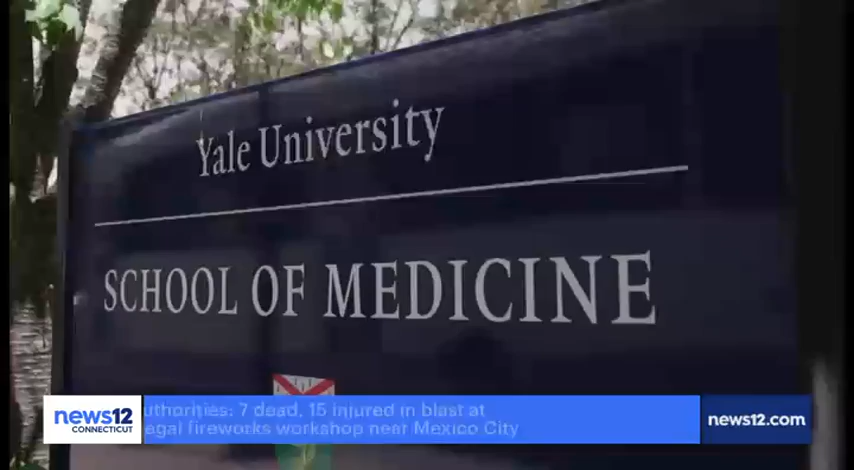 Yale University
SCHOOL OF MEDICINE
news12
CONNECTICUT
uthorities: 7 dead, 15 injured in blast at
egal fireworks workshop near Mexico City
news12.com